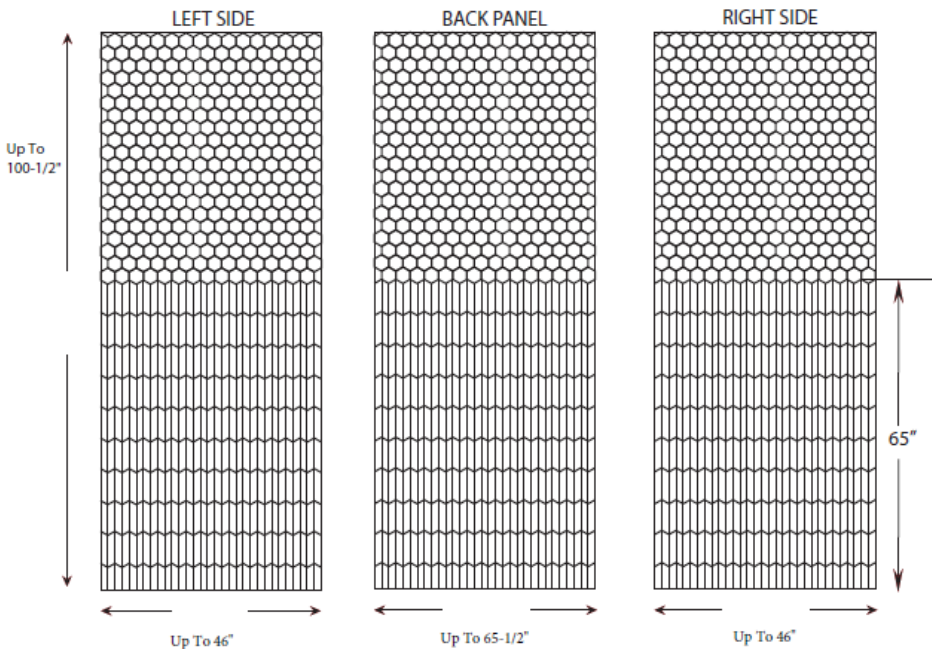 LEFT SIDE
BACK PANEL
RIGHT SIDE
Up To
100-1/2"
65"
Up To 46"
Up To 65-1/2"
Up To 46"